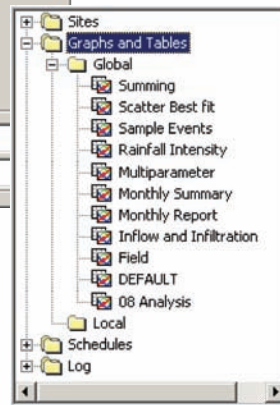 Sites
Graphs and Tables
Global
Summing
Scatter Best fit
Sample Events
Rainfall Intensity
Multiparameter
Monthly Summary
Monthly Report
Inflow and Infiltration
Field
DEFAULT
08 Analysis
Local
Schedules
Log